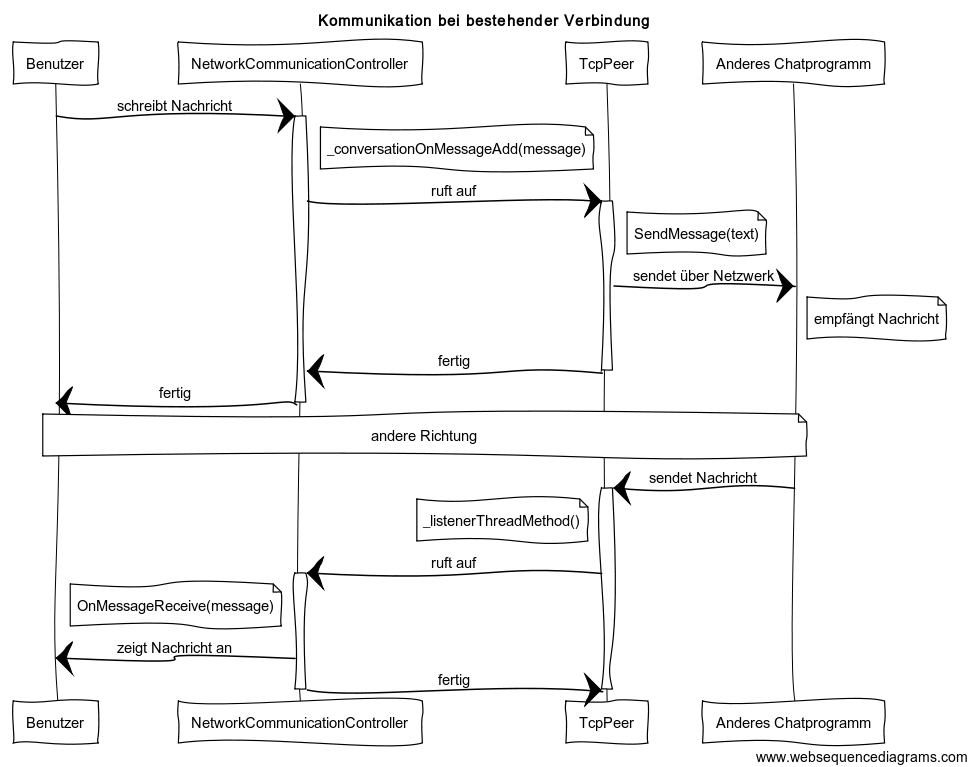 Kommunikation bei bestehender Verbindung
Benutzer
NetworkCommunicationController
TcpPeer
Anderes Chatprogramm
schreibt Nachricht
_conversationOnMessageAdd(message)
ruft auf
SendMessage(text)
sendet über Netzwerk
empfängt Nachricht
fertig
fertig
andere Richtung
sendet Nachricht
_listenerThreadMethod()
ruft auf
OnMessageReceive(message)
zeigt Nachricht an
fertig
Benutzer
NetworkCommunicationController
TcpPeer
Anderes Chatprogramm
www.websequencediagrams.com